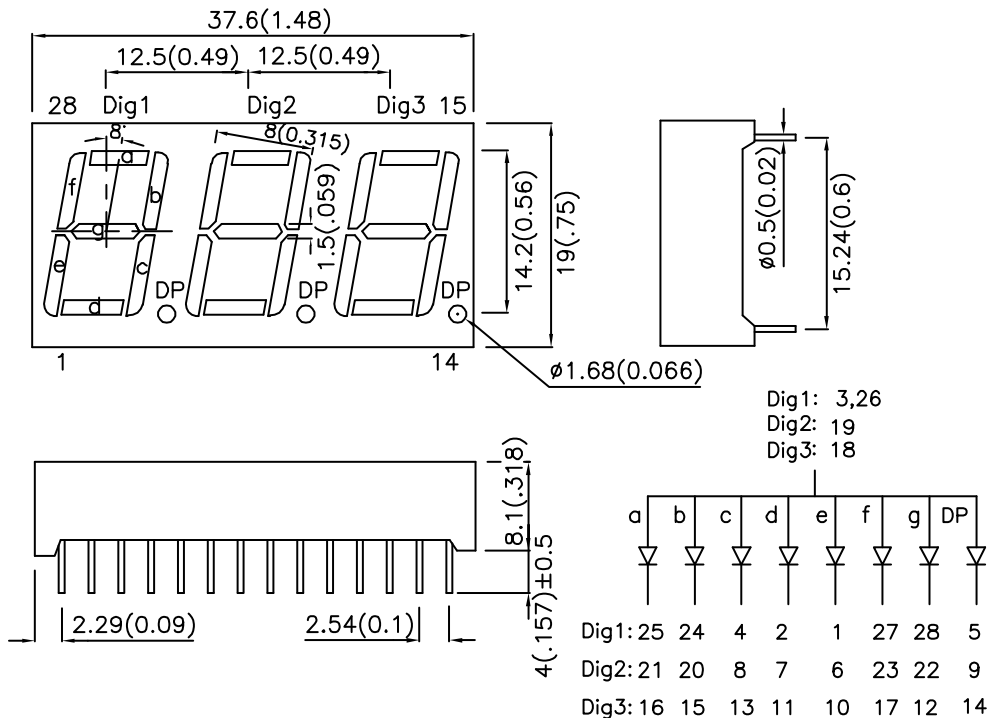 37.6(1.48)
12.5(0.49) 12.5(0.49)
28 Dig1 Dig2 Dig3 15
8°
8(0.315)
a
f
b
g
e
c
d
1.5(.059)
14.2(0.56)
19(.75)
DP DP DP
1 14
ø1.68(0.066)
ø0.5(0.02)
15.24(0.6)
8.1(.318)
4(.157)±0.5
2.29(0.09) 2.54(0.1)
Dig1: 3,26
Dig2: 19
Dig3: 18
a b c d e f g DP
Dig1: 25 24 4 2 1 27 28 5
Dig2: 21 20 8 7 6 23 22 9
Dig3: 16 15 13 11 10 17 12 14